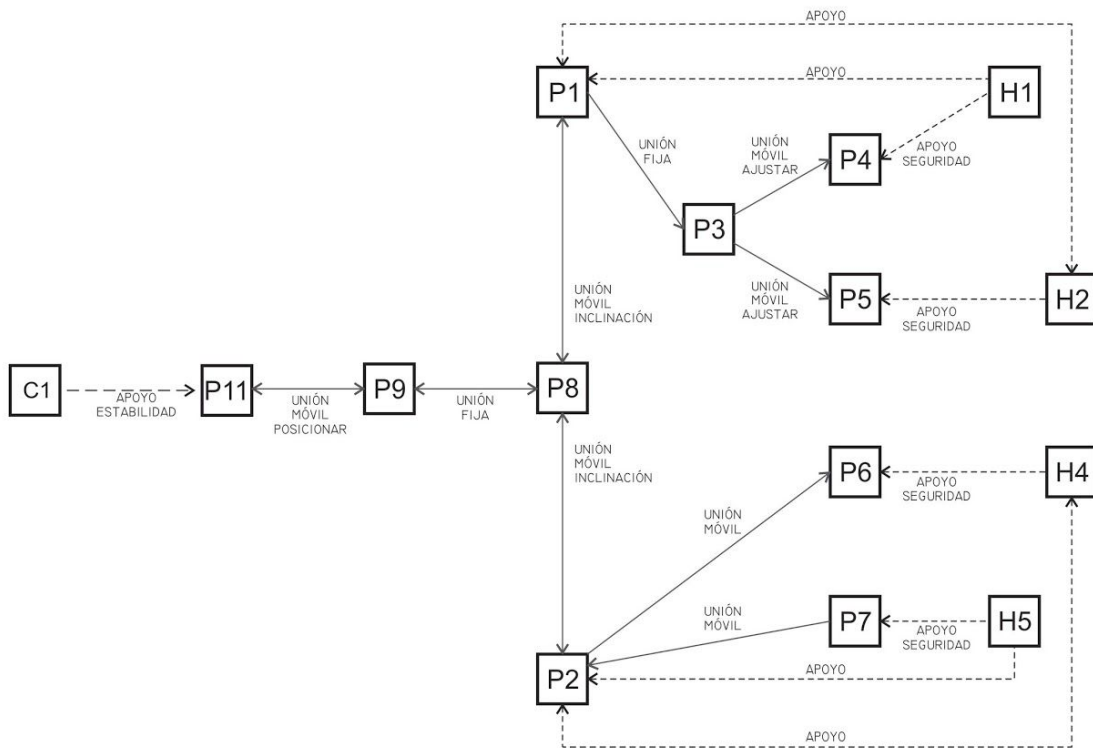 APOYO
P1
APOYO
H1
UNIÓN
FIJA
UNIÓN
MÓVIL
AJUSTAR
P4
APOYO
SEGURIDAD
P3
UNIÓN
MÓVIL
AJUSTAR
P5
APOYO
SEGURIDAD
H2
UNIÓN
MÓVIL
INCLINACIÓN
C1
APOYO
ESTABILIDAD
P11
UNIÓN
MÓVIL
POSICIONAR
P9
UNIÓN
FIJA
P8
UNIÓN
MÓVIL
INCLINACIÓN
P6
APOYO
SEGURIDAD
H4
UNIÓN
MÓVIL
UNIÓN
MÓVIL
P7
APOYO
SEGURIDAD
H5
P2
APOYO
APOYO